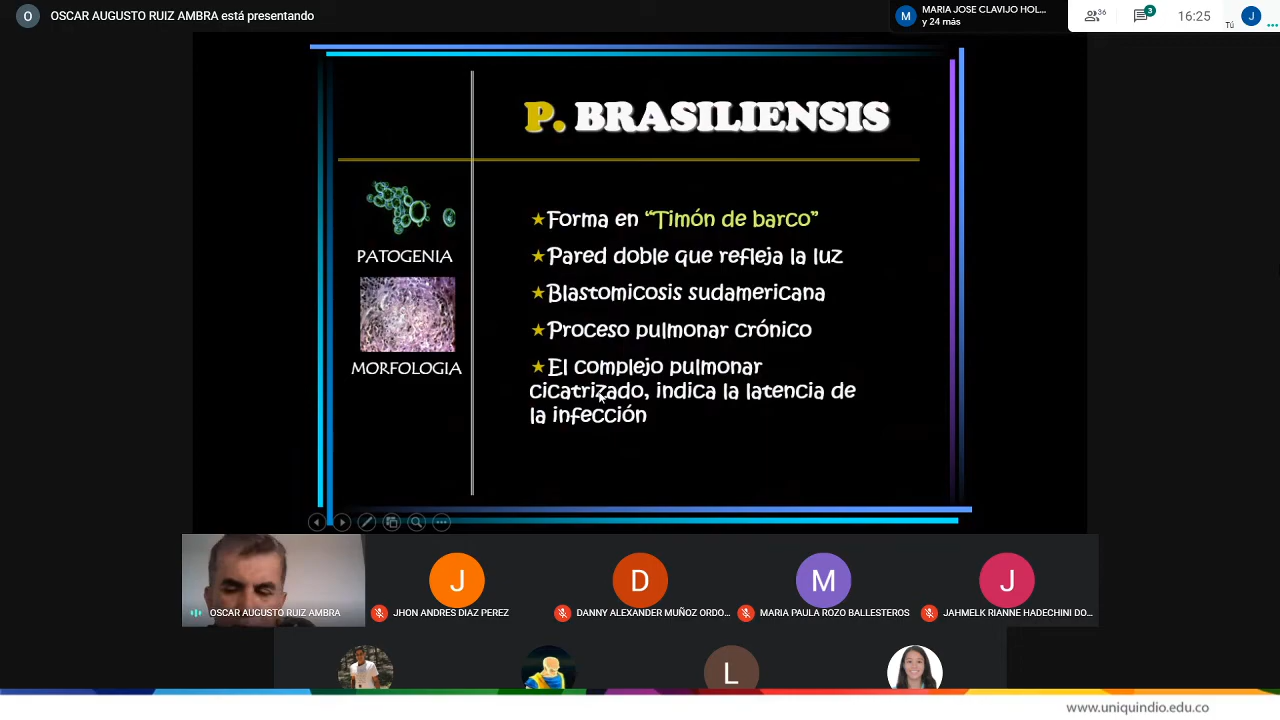 O OSCAR AUGUSTO RUIZ AMBRA está presentando
M MARIA JOSE CLAVIJO HOL...
y 24 más
36
3
16:25
Tú
J
P. BRASILIENSIS
PATOGENIA
MORFOLOGIA
★Forma en “Timón de barco”
★Pared doble que refleja la luz
★Blastomicosis sudamericana
★Proceso pulmonar crónico
★El complejo pulmonar
cicatrizado, indica la latencia de
la infección
J
D
M
J
OSCAR AUGUSTO RUIZ AMBRA
JHON ANDRES DIAZ PEREZ
DANNY ALEXANDER MUÑOZ ORDO...
MARIA PAULA ROZO BALLESTEROS
JAHMELK RIANNE HADECHINI DO...
L
www.uniquindio.edu.co